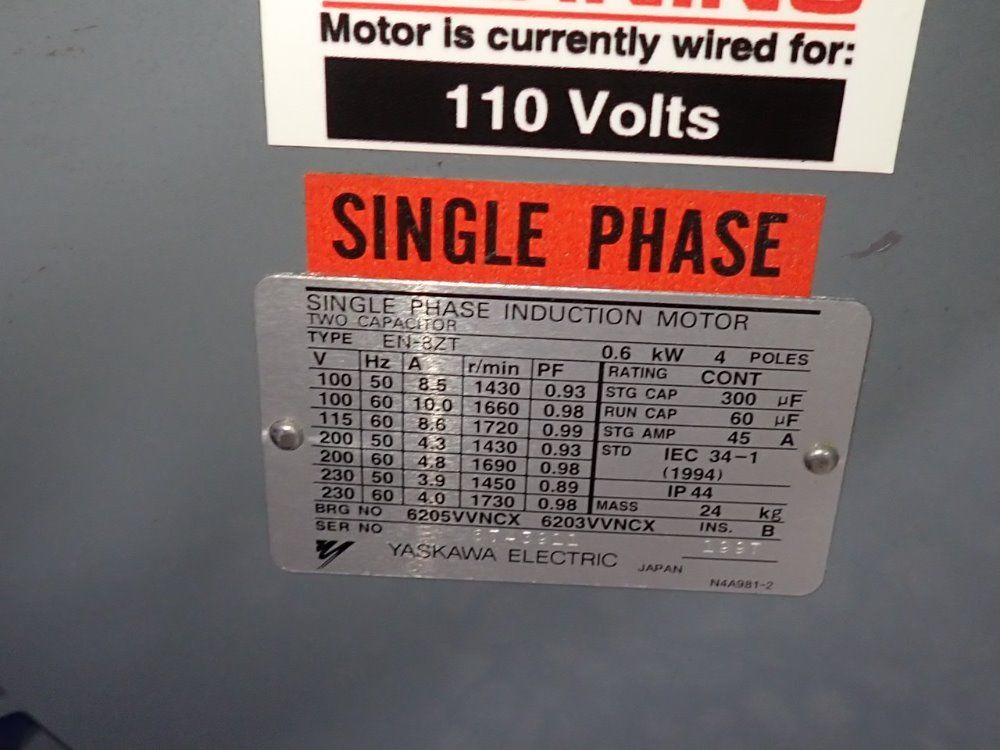 Motor is currently wired for:
110 Volts
SINGLE PHASE
SINGLE PHASE INDUCTION MOTOR
TWO CAPACITOR
TYPE EN-8ZT 0.6 kW 4 POLES
V Hz A r/min PF RATING CONT
100 50 8.5 1430 0.93 STG CAP 300 µF
100 60 10.0 1660 0.98 RUN CAP 60 µF
115 60 8.6 1720 0.99 STG AMP 45 A
200 50 4.3 1430 0.93 STD IEC 34-1
200 60 4.8 1690 0.98 (1994)
230 50 3.9 1450 0.89 IP 44
230 60 4.0 1730 0.98 MASS 24 kg
BRG NO 6205VVNCX 6203VVNCX INS. B
SER NO 1997
YASKAWA ELECTRIC JAPAN
N4A981-2